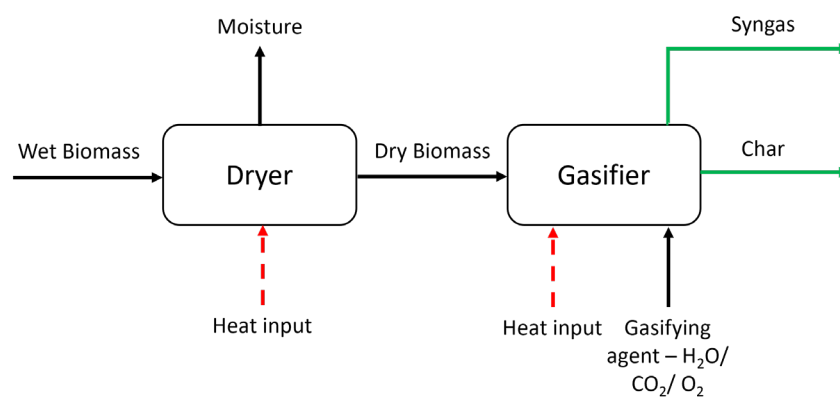 Syngas
Moisture
Wet Biomass
Dryer
Dry Biomass
Gasifier
Char
Heat input
Heat input
Gasifying
agent – H₂O/
CO₂/ O₂